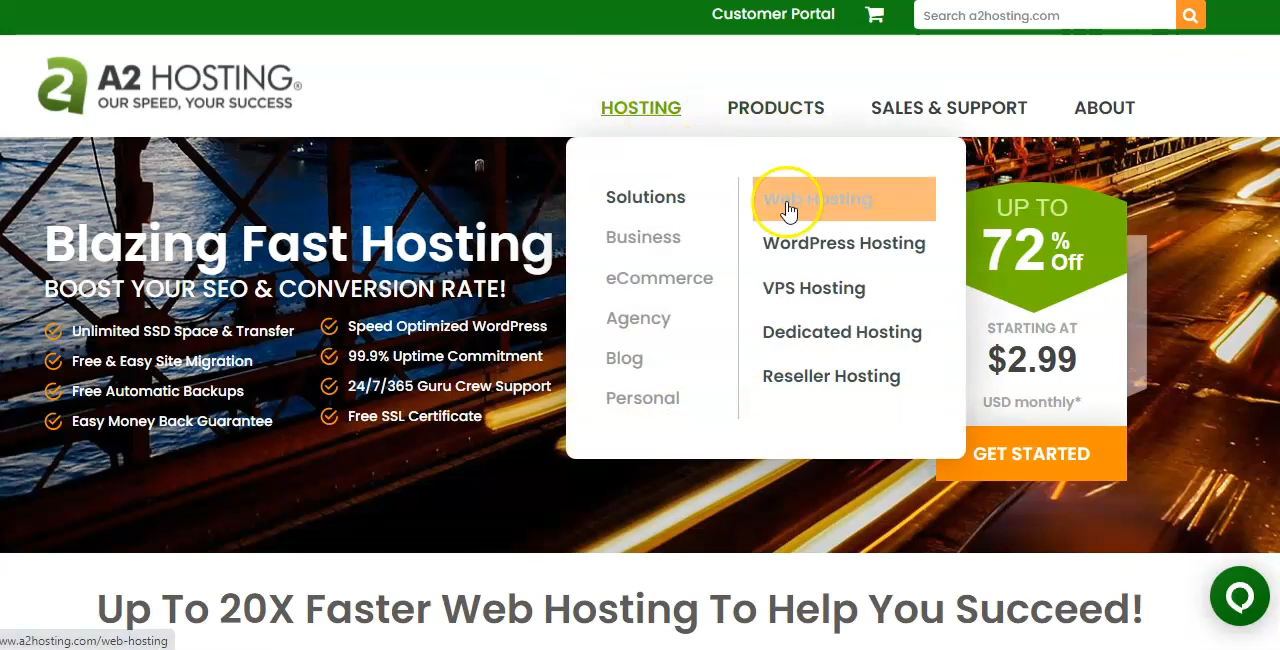 Customer Portal
Search a2hosting.com
A2 HOSTING®
OUR SPEED, YOUR SUCCESS
HOSTING
PRODUCTS
SALES & SUPPORT
ABOUT
Solutions
Business
eCommerce
Agency
Blog
Personal
Web Hosting
WordPress Hosting
VPS Hosting
Dedicated Hosting
Reseller Hosting
Blazing Fast Hosting
BOOST YOUR SEO & CONVERSION RATE!
Unlimited SSD Space & Transfer
Free & Easy Site Migration
Free Automatic Backups
Easy Money Back Guarantee
Speed Optimized WordPress
99.9% Uptime Commitment
24/7/365 Guru Crew Support
Free SSL Certificate
UP TO
72% Off
STARTING AT
$2.99
USD monthly*
GET STARTED
Up To 20X Faster Web Hosting To Help You Succeed!
ww.a2hosting.com/web-hosting